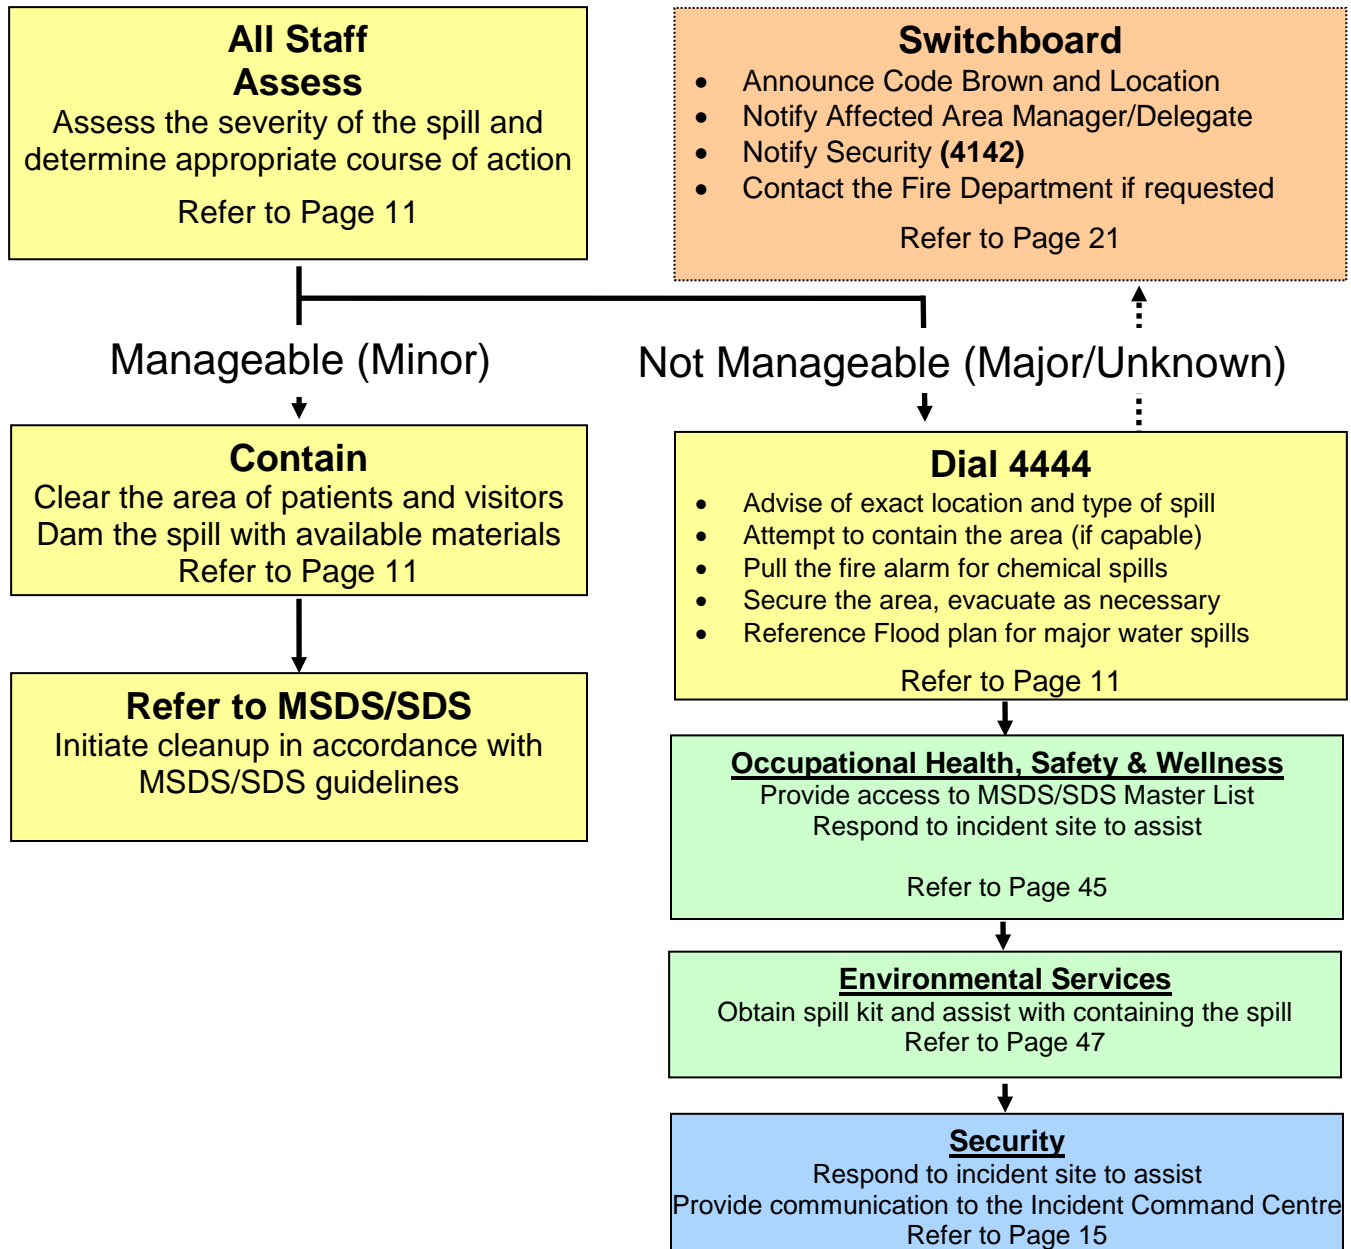 All Staff
Assess
Assess the severity of the spill and
determine appropriate course of action
Refer to Page 11
Switchboard
• Announce Code Brown and Location
• Notify Affected Area Manager/Delegate
• Notify Security (4142)
• Contact the Fire Department if requested
Refer to Page 21
Manageable (Minor)
Not Manageable (Major/Unknown)
Contain
Clear the area of patients and visitors
Dam the spill with available materials
Refer to Page 11
Refer to MSDS/SDS
Initiate cleanup in accordance with
MSDS/SDS guidelines
Dial 4444
• Advise of exact location and type of spill
• Attempt to contain the area (if capable)
• Pull the fire alarm for chemical spills
• Secure the area, evacuate as necessary
• Reference Flood plan for major water spills
Refer to Page 11
Occupational Health, Safety & Wellness
Provide access to MSDS/SDS Master List
Respond to incident site to assist
Refer to Page 45
Environmental Services
Obtain spill kit and assist with containing the spill
Refer to Page 47
Security
Respond to incident site to assist
Provide communication to the Incident Command Centre
Refer to Page 15